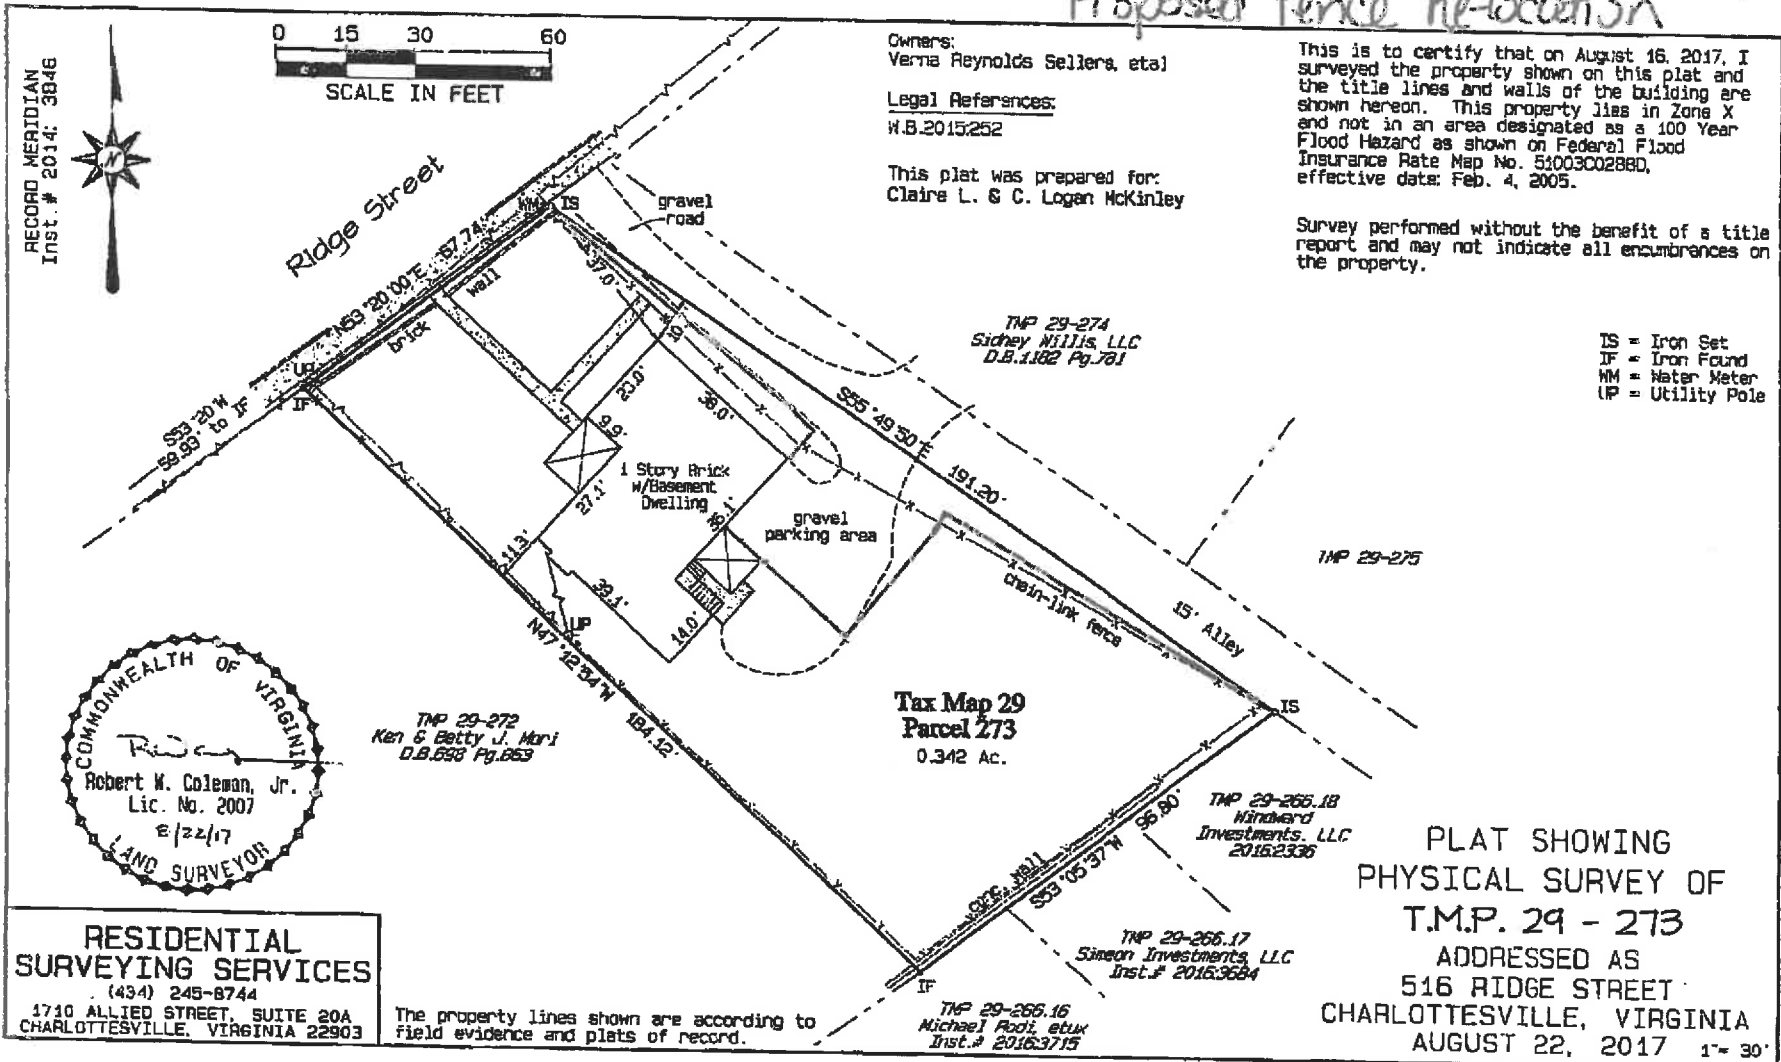 Proposed Fence Re-location
0 15 30 60
SCALE IN FEET
RECORD MERIDIAN
Inst. # 2014: 3846
N
Owners:
Verna Reynolds Sellers, etal
Legal References:
W.B.2015:252
This plat was prepared for:
Claire L. & C. Logan McKinley
This is to certify that on August 16, 2017, I
surveyed the property shown on this plat and
the title lines and walls of the building are
shown hereon. This property lies in Zone X
and not in an area designated as a 100 Year
Flood Hazard as shown on Federal Flood
Insurance Rate Map No. 51003C0288D,
effective date: Feb. 4, 2005.
Survey performed without the benefit of a title
report and may not indicate all encumbrances on
the property.
IS = Iron Set
IF = Iron Found
WM = Water Meter
UP = Utility Pole
Ridge Street
N53°20'00"E 87.74'
WM
IS
gravel
road
brick
wall
UP
IF
S53°20'W
59.93' to IF
37.0'
10.
TMP 29-274
Sidney Willis, LLC
D.B.1182 Pg.781
23.0'
38.0'
9.9'
S55°49'50"E
191.20'
1 Story Brick
W/Basement
Dwelling
27.1'
16.1'
gravel
parking area
11.3'
39.1'
14.0'
UP
chain-link fence
15' Alley
TMP 29-275
N47°12'54"W 184.12'
IS
TMP 29-272
Ken & Betty J. Mori
D.B.698 Pg.663
Tax Map 29
Parcel 273
0.342 Ac.
conc. wall
S53°05'37"W 96.80'
TMP 29-266.18
Windward
Investments, LLC
2016:2336
TMP 29-266.17
Simeon Investments, LLC
Inst.# 2016:3684
IF
TMP 29-266.16
Michael Rodi, etux
Inst.# 2016:3715
COMMONWEALTH OF VIRGINIA
Robert W. Coleman, Jr.
Lic. No. 2007
8/22/17
LAND SURVEYOR
RESIDENTIAL
SURVEYING SERVICES
(434) 245-8744
1710 ALLIED STREET, SUITE 20A
CHARLOTTESVILLE, VIRGINIA 22903
The property lines shown are according to
field evidence and plats of record.
PLAT SHOWING
PHYSICAL SURVEY OF
T.M.P. 29 - 273
ADDRESSED AS
516 RIDGE STREET
CHARLOTTESVILLE, VIRGINIA
AUGUST 22, 2017 1"= 30'